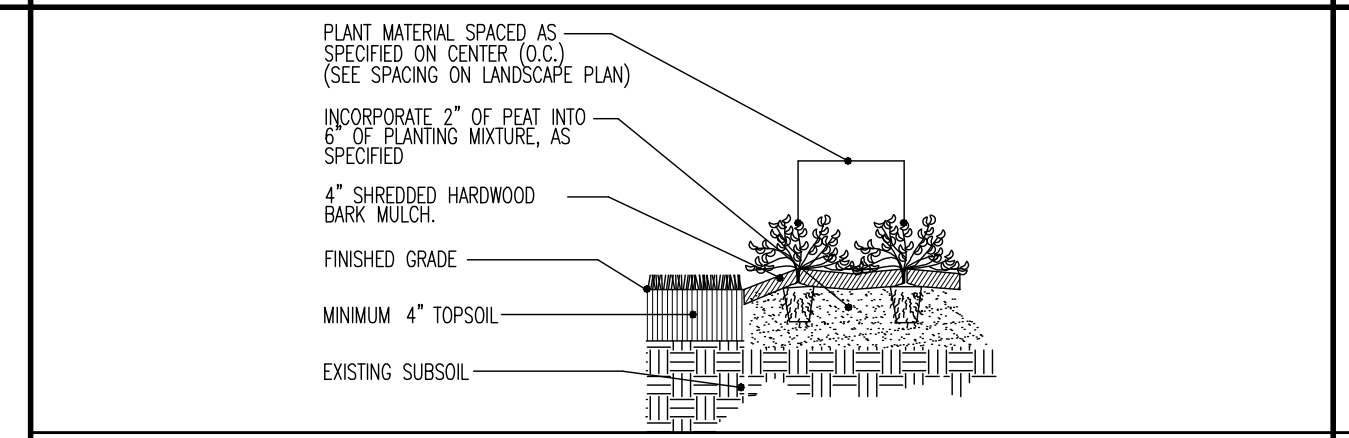 PLANT MATERIAL SPACED AS
SPECIFIED ON CENTER (O.C.)
(SEE SPACING ON LANDSCAPE PLAN)
INCORPORATE 2" OF PEAT INTO
6" OF PLANTING MIXTURE, AS
SPECIFIED
4" SHREDDED HARDWOOD
BARK MULCH.
FINISHED GRADE
MINIMUM 4" TOPSOIL
EXISTING SUBSOIL